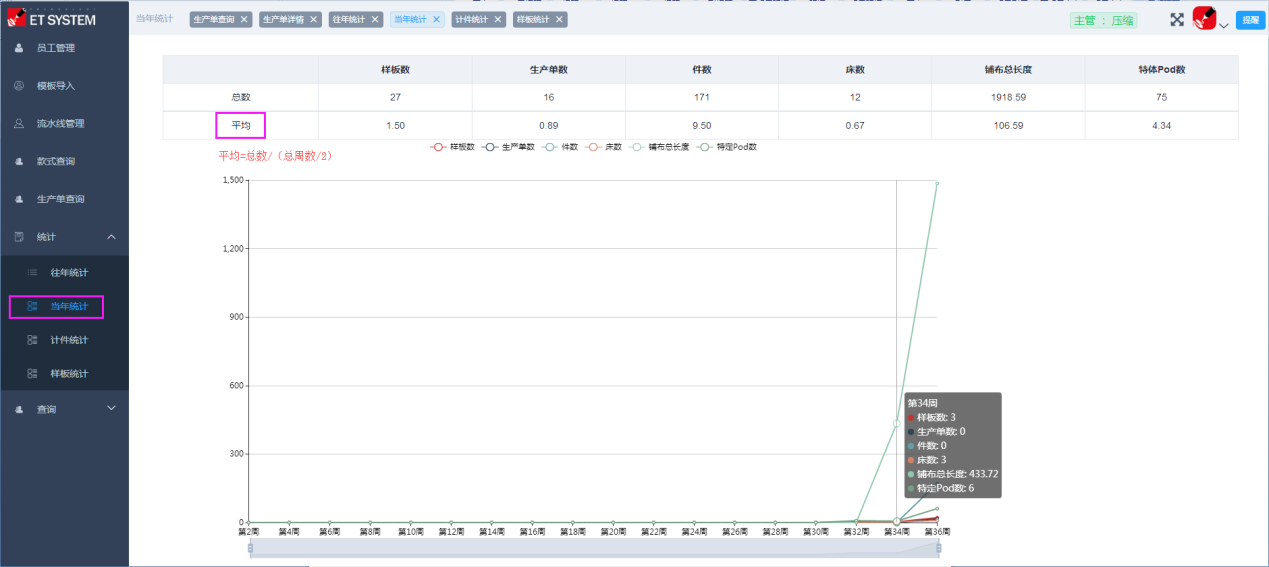 TECHNOLOGY
ET SYSTEM
员工管理
模板导入
流水线管理
款式查询
生产单查询
统计
往年统计
当年统计
计件统计
样板统计
查询
当年统计
生产单查询 ×
生产单详情 ×
往年统计 ×
当年统计 ×
计件统计 ×
样板统计 ×
主管 : 压缩
提醒
样板数 生产单数 件数 床数 铺布总长度 特体Pod数
总数 27 16 171 12 1918.59 75
平均 1.50 0.89 9.50 0.67 106.59 4.34
平均=总数/（总周数/2）
样板数 生产单数 件数 床数 铺布总长度 特定Pod数
1,500
1,200
900
600
300
0
第34周
样板数: 3
生产单数: 0
件数: 0
床数: 3
铺布总长度: 433.72
特定Pod数: 6
第2周 第4周 第6周 第8周 第10周 第12周 第14周 第16周 第18周 第20周 第22周 第24周 第26周 第28周 第30周 第32周 第34周 第36周